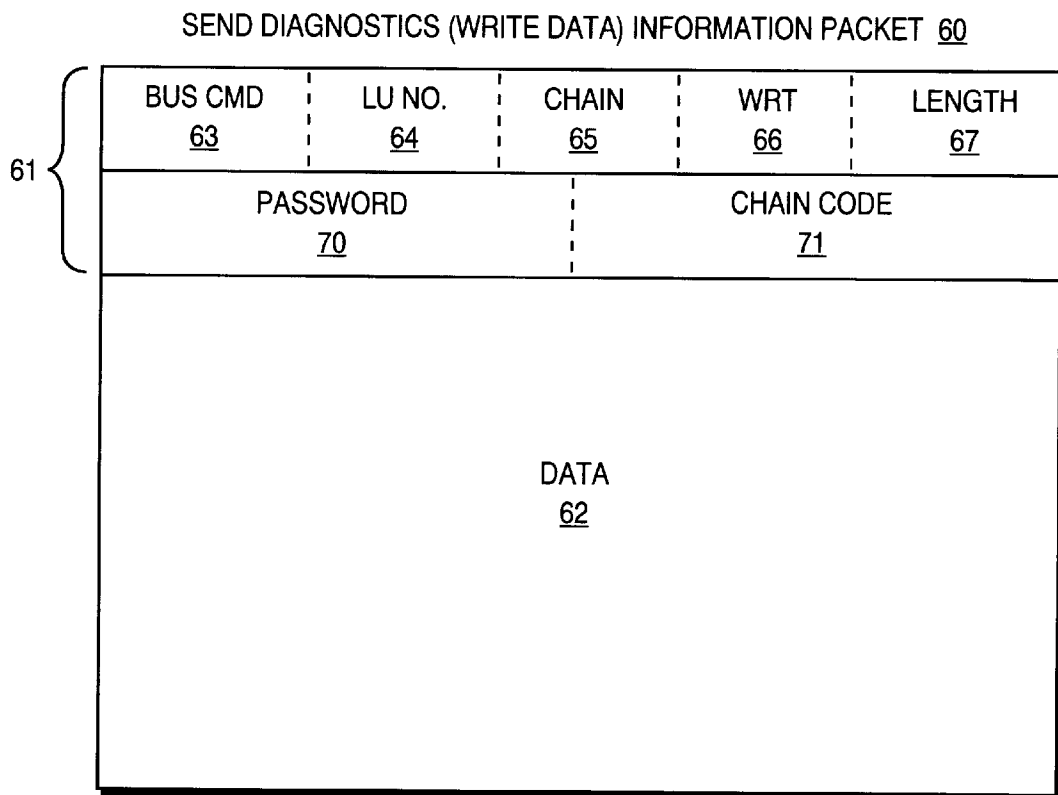 SEND DIAGNOSTICS (WRITE DATA) INFORMATION PACKET 60
BUS CMD LU NO. CHAIN WRT LENGTH
63 64 65 66 67
61
PASSWORD CHAIN CODE
70 71
DATA
62